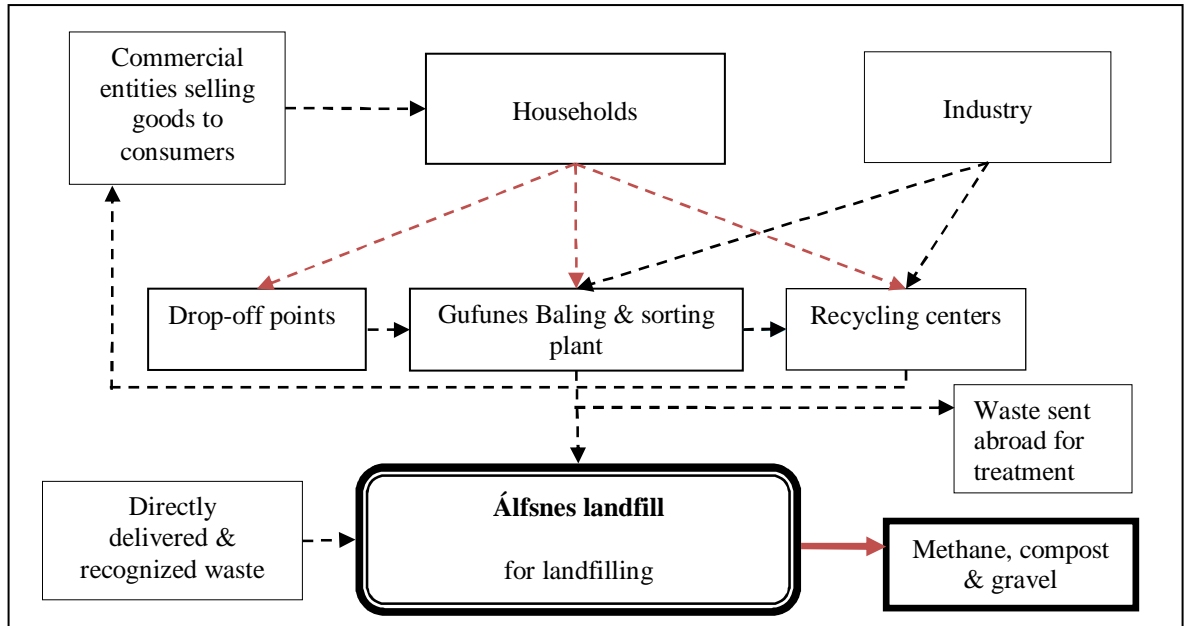 Commercial
entities selling
goods to
consumers
Households
Industry
Drop-off points
Gufunes Baling & sorting
plant
Recycling centers
Waste sent
abroad for
treatment
Directly
delivered &
recognized waste
Álfsnes landfill
for landfilling
Methane, compost
& gravel